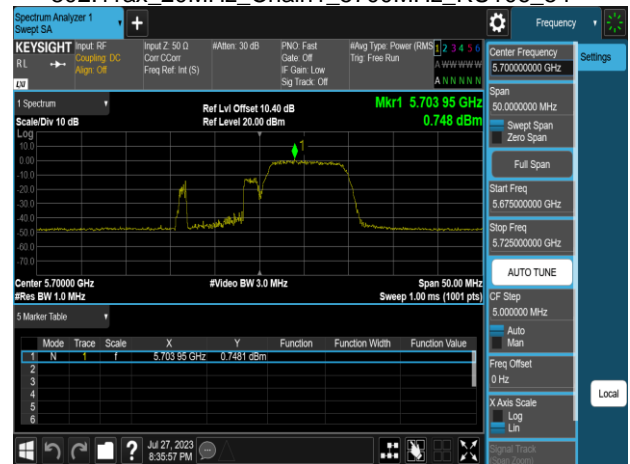 Spectrum Analyzer 1
Swept SA
Frequency
KEYSIGHT
RL
LXI
Input: RF
Coupling: DC
Align: Off
Input Z: 50 Ω
Corr CCorr
Freq Ref: Int (S)
#Atten: 30 dB
PNO: Fast
Gate: Off
IF Gain: Low
Sig Track: Off
#Avg Type: Power (RMS
Trig: Free Run
1 2 3 4 5 6
A W W W W W
A N N N N N
1 Spectrum
Scale/Div 10 dB
Ref Lvl Offset 10.40 dB
Ref Level 20.00 dBm
Mkr1 5.703 95 GHz
0.748 dBm
Log
10.0
0.00
-10.0
-20.0
-30.0
-40.0
-50.0
-60.0
-70.0
1
Center 5.70000 GHz
#Res BW 1.0 MHz
#Video BW 3.0 MHz
Span 50.00 MHz
Sweep 1.00 ms (1001 pts)
5 Marker Table
Mode Trace Scale X Y Function Function Width Function Value
1 N 1 f 5.703 95 GHz 0.7481 dBm
2
3
4
5
6
Jul 27, 2023
8:35:57 PM
Center Frequency
5.700000000 GHz
Settings
Span
50.0000000 MHz
Swept Span
Zero Span
Full Span
Start Freq
5.675000000 GHz
Stop Freq
5.725000000 GHz
AUTO TUNE
CF Step
5.000000 MHz
Auto
Man
Freq Offset
0 Hz
X Axis Scale
Log
Lin
Local
Signal Track
(Span Zoom)